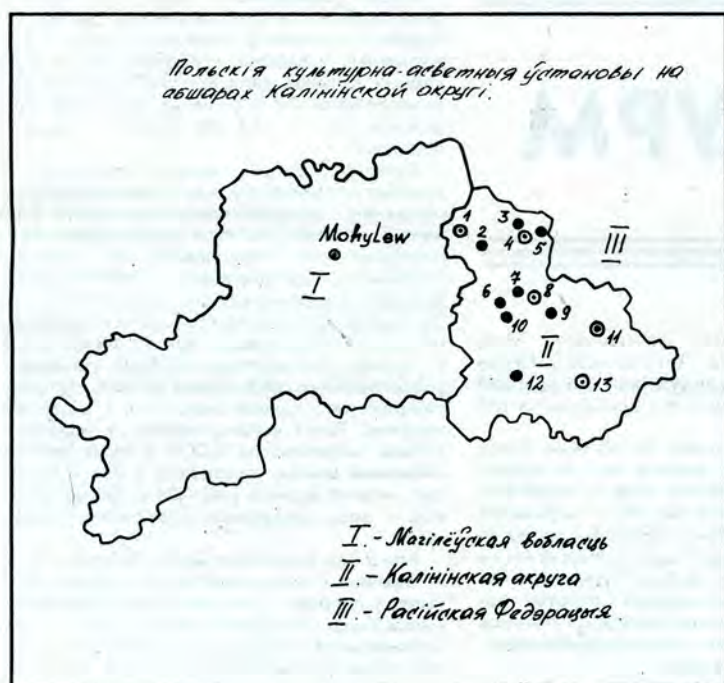 Польскія культурна-асветныя ўстановы на
абшарах Калінінскай округі.
1
2
3
4
5
III
Mohylew
I
6
7
8
9
10
11
II
12
13
I.- Магілёўская вобласць
II.- Калінінская акруга
III.- Расійская Федэрацыя